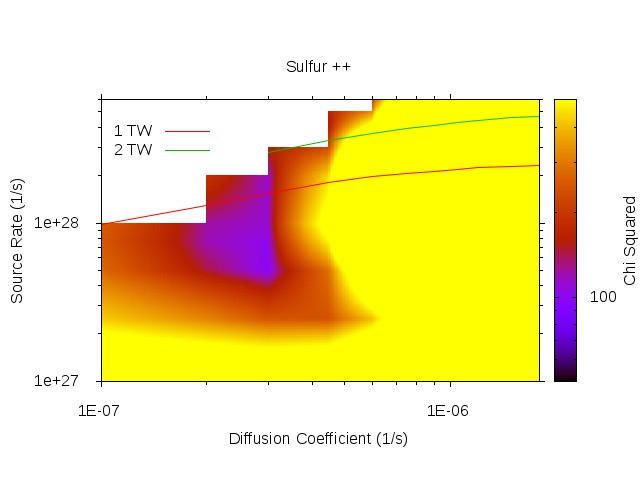 Sulfur ++
1 TW
2 TW
Source Rate (1/s)
1e+28
1e+27
1E-07
1E-06
Diffusion Coefficient (1/s)
100
Chi Squared